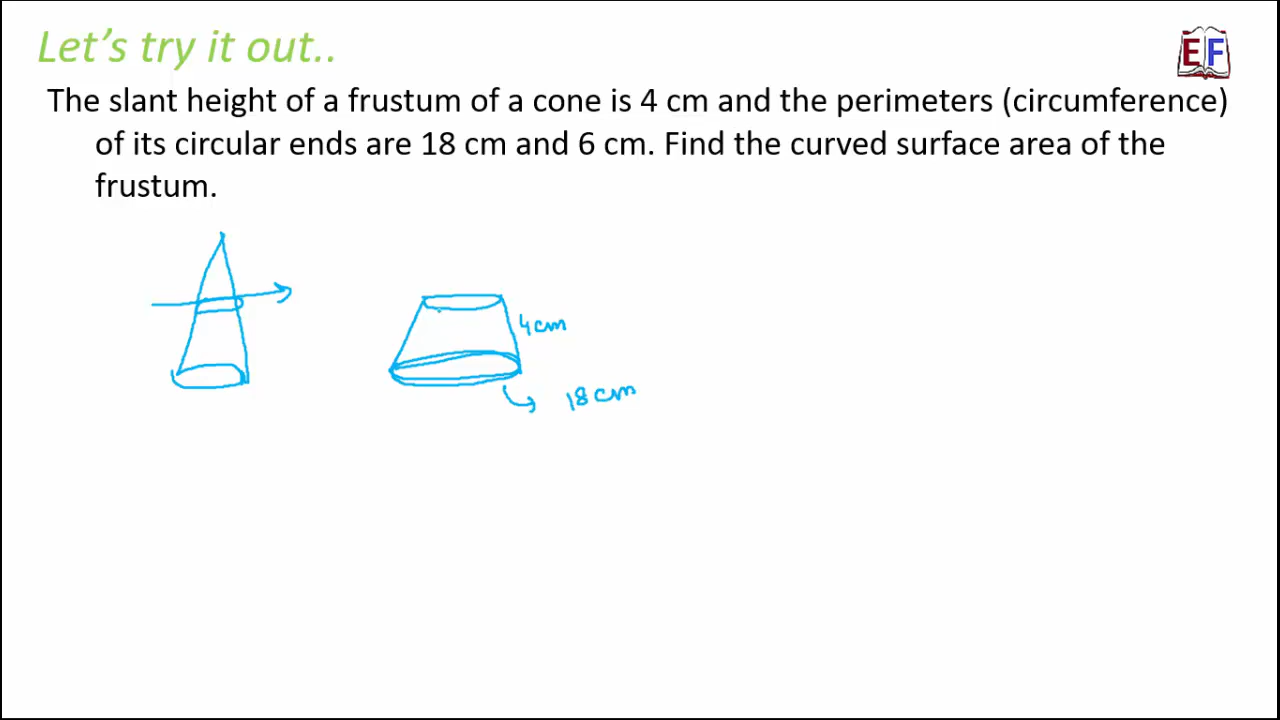 Let's try it out..
EF
The slant height of a frustum of a cone is 4 cm and the perimeters (circumference)
of its circular ends are 18 cm and 6 cm. Find the curved surface area of the
frustum.
4cm
18cm